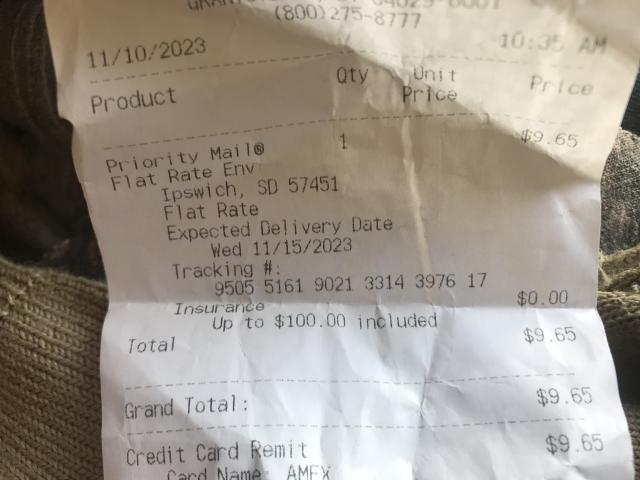 (800)275-8777
11/10/2023 10:35 AM
Product Qty Unit Price
Price
Priority Mail® 1 $9.65
Flat Rate Env
Ipswich, SD 57451
Flat Rate
Expected Delivery Date
Wed 11/15/2023
Tracking #:
9505 5161 9021 3314 3976 17
Insurance $0.00
Up to $100.00 included
Total $9.65
Grand Total: $9.65
Credit Card Remit $9.65
Card Name: AMEX